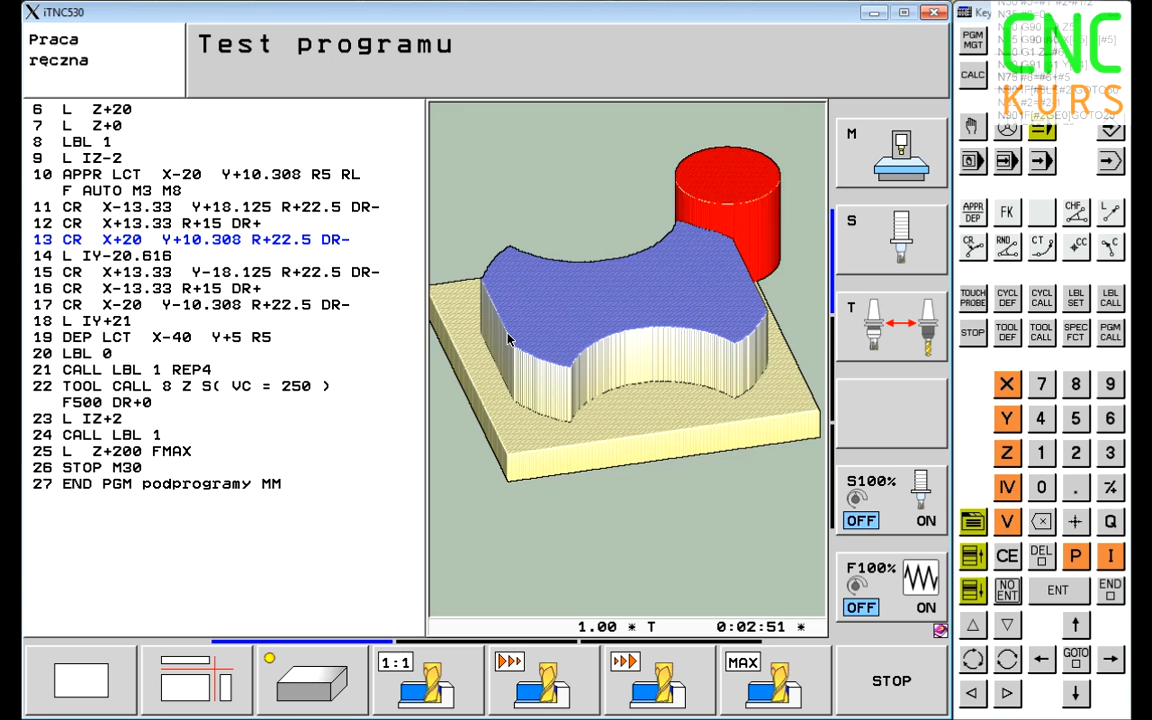 iTNC530
Praca
ręczna
Test programu
6 L Z+20
7 L Z+0
8 LBL 1
9 L IZ-2
10 APPR LCT X-20 Y+10.308 R5 RL
F AUTO M3 M8
11 CR X-13.33 Y+18.125 R+22.5 DR-
12 CR X+13.33 R+15 DR+
13 CR X+20 Y+10.308 R+22.5 DR-
14 L IY-20.616
15 CR X+13.33 Y-18.125 R+22.5 DR-
16 CR X-13.33 R+15 DR+
17 CR X-20 Y-10.308 R+22.5 DR-
18 L IY+21
19 DEP LCT X-40 Y+5 R5
20 LBL 0
21 CALL LBL 1 REP4
22 TOOL CALL 8 Z S( VC = 250 )
F500 DR+0
23 L IZ+2
24 CALL LBL 1
25 L Z+200 FMAX
26 STOP M30
27 END PGM podprogramy MM
1.00 * T 0:02:51 *
M
S
T
S100%
OFF ON
F100%
OFF ON
1:1
MAX
STOP
Key
CNC
KURS
PGM MGT
CALC
APPR DEP
FK
CHF
L
CR
RND
CT
CC
C
TOUCH PROBE
CYCL DEF
CYCL CALL
LBL SET
LBL CALL
STOP
TOOL DEF
TOOL CALL
SPEC FCT
PGM CALL
X 7 8 9
Y 4 5 6
Z 1 2 3
IV 0 .
V Q
CE DEL P I
NO ENT ENT END
GOTO